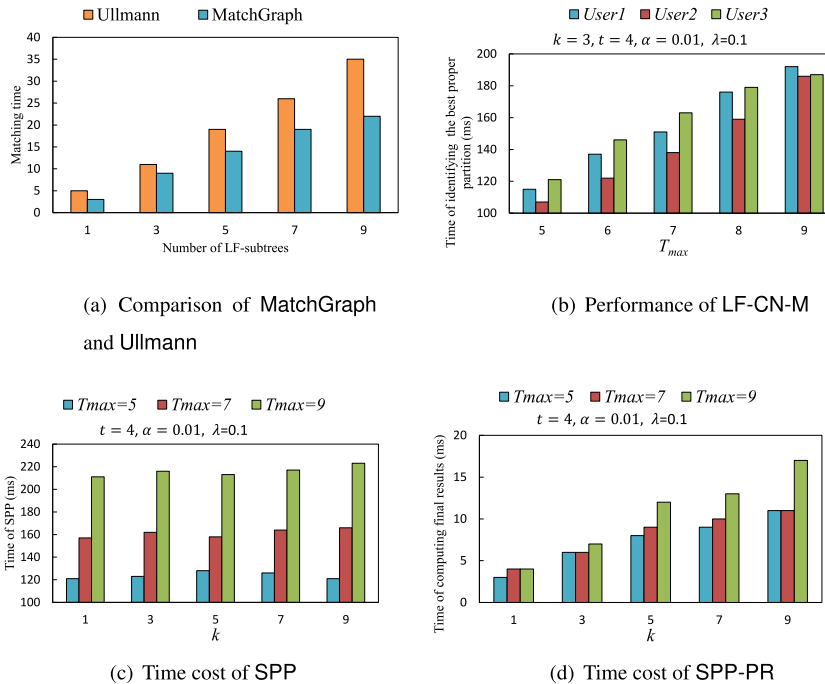 Ullmann MatchGraph
40
35
30
25
20
15
10
5
0
Matching time
1 3 5 7 9
Number of LF-subtrees
(a) Comparison of MatchGraph
and Ullmann
User1 User2 User3
k = 3, t = 4, α = 0.01, λ=0.1
200
180
160
140
120
100
Time of identifying the best proper
partition (ms)
5 6 7 8 9
Tmax
(b) Performance of LF-CN-M
Tmax=5 Tmax=7 Tmax=9
t = 4, α = 0.01, λ=0.1
240
220
200
180
160
140
120
100
Time of SPP (ms)
1 3 5 7 9
k
(c) Time cost of SPP
Tmax=5 Tmax=7 Tmax=9
t = 4, α = 0.01, λ=0.1
20
15
10
5
0
Time of computing final results (ms)
1 3 5 7 9
k
(d) Time cost of SPP-PR